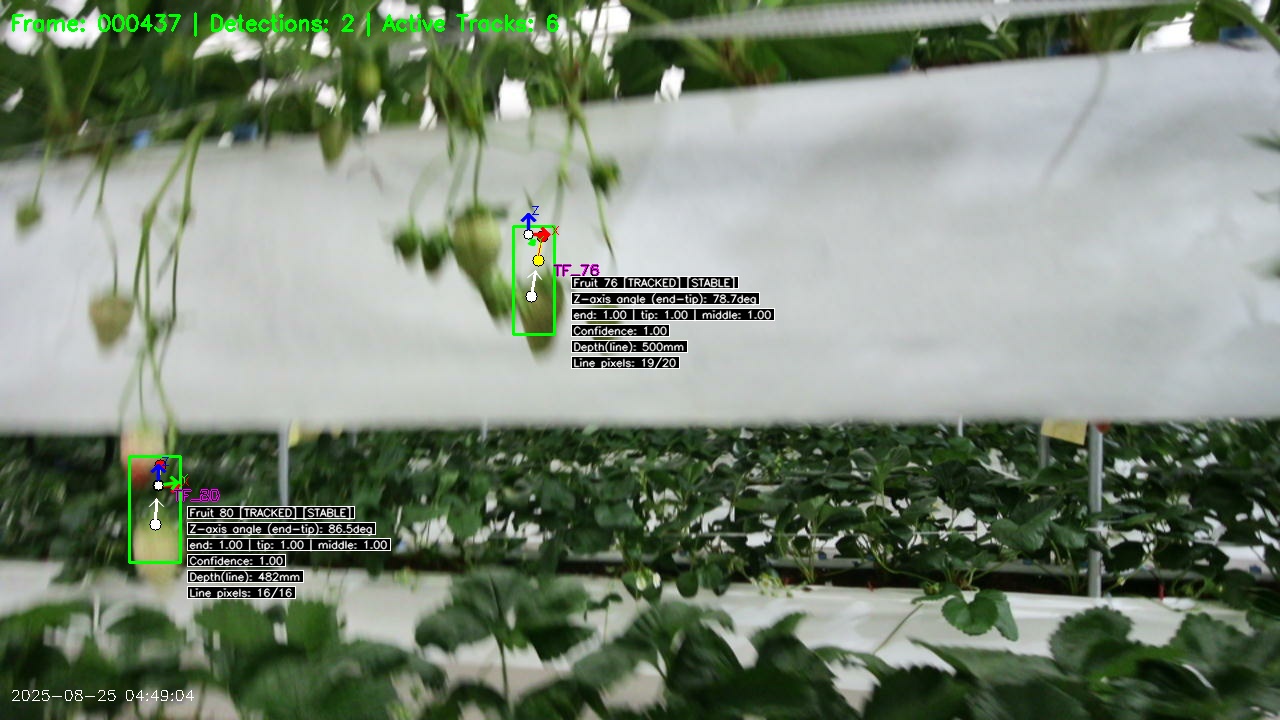 Frame: 000437 | Detections: 2 | Active Tracks: 6
Z
X
TF_76
Fruit 76 [TRACKED] [STABLE]
Z-axis angle (end-tip): 78.7deg
end: 1.00 | tip: 1.00 | middle: 1.00
Confidence: 1.00
Depth(line): 500mm
Line pixels: 19/20
Z
X
TF_80
Fruit 80 [TRACKED] [STABLE]
Z-axis angle (end-tip): 86.5deg
end: 1.00 | tip: 1.00 | middle: 1.00
Confidence: 1.00
Depth(line): 482mm
Line pixels: 16/16
2025-08-25 04:49:04